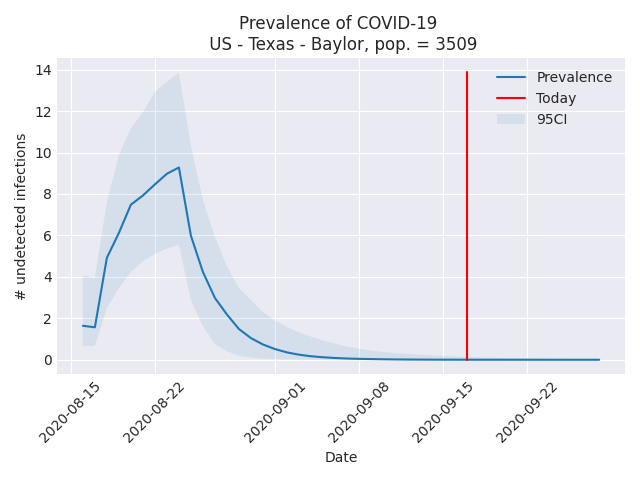 Prevalence of COVID-19
US - Texas - Baylor, pop. = 3509
14
12
10
8
6
4
2
0
# undetected infections
Prevalence
Today
95CI
2020-08-15
2020-08-22
2020-09-01
2020-09-08
2020-09-15
2020-09-22
Date